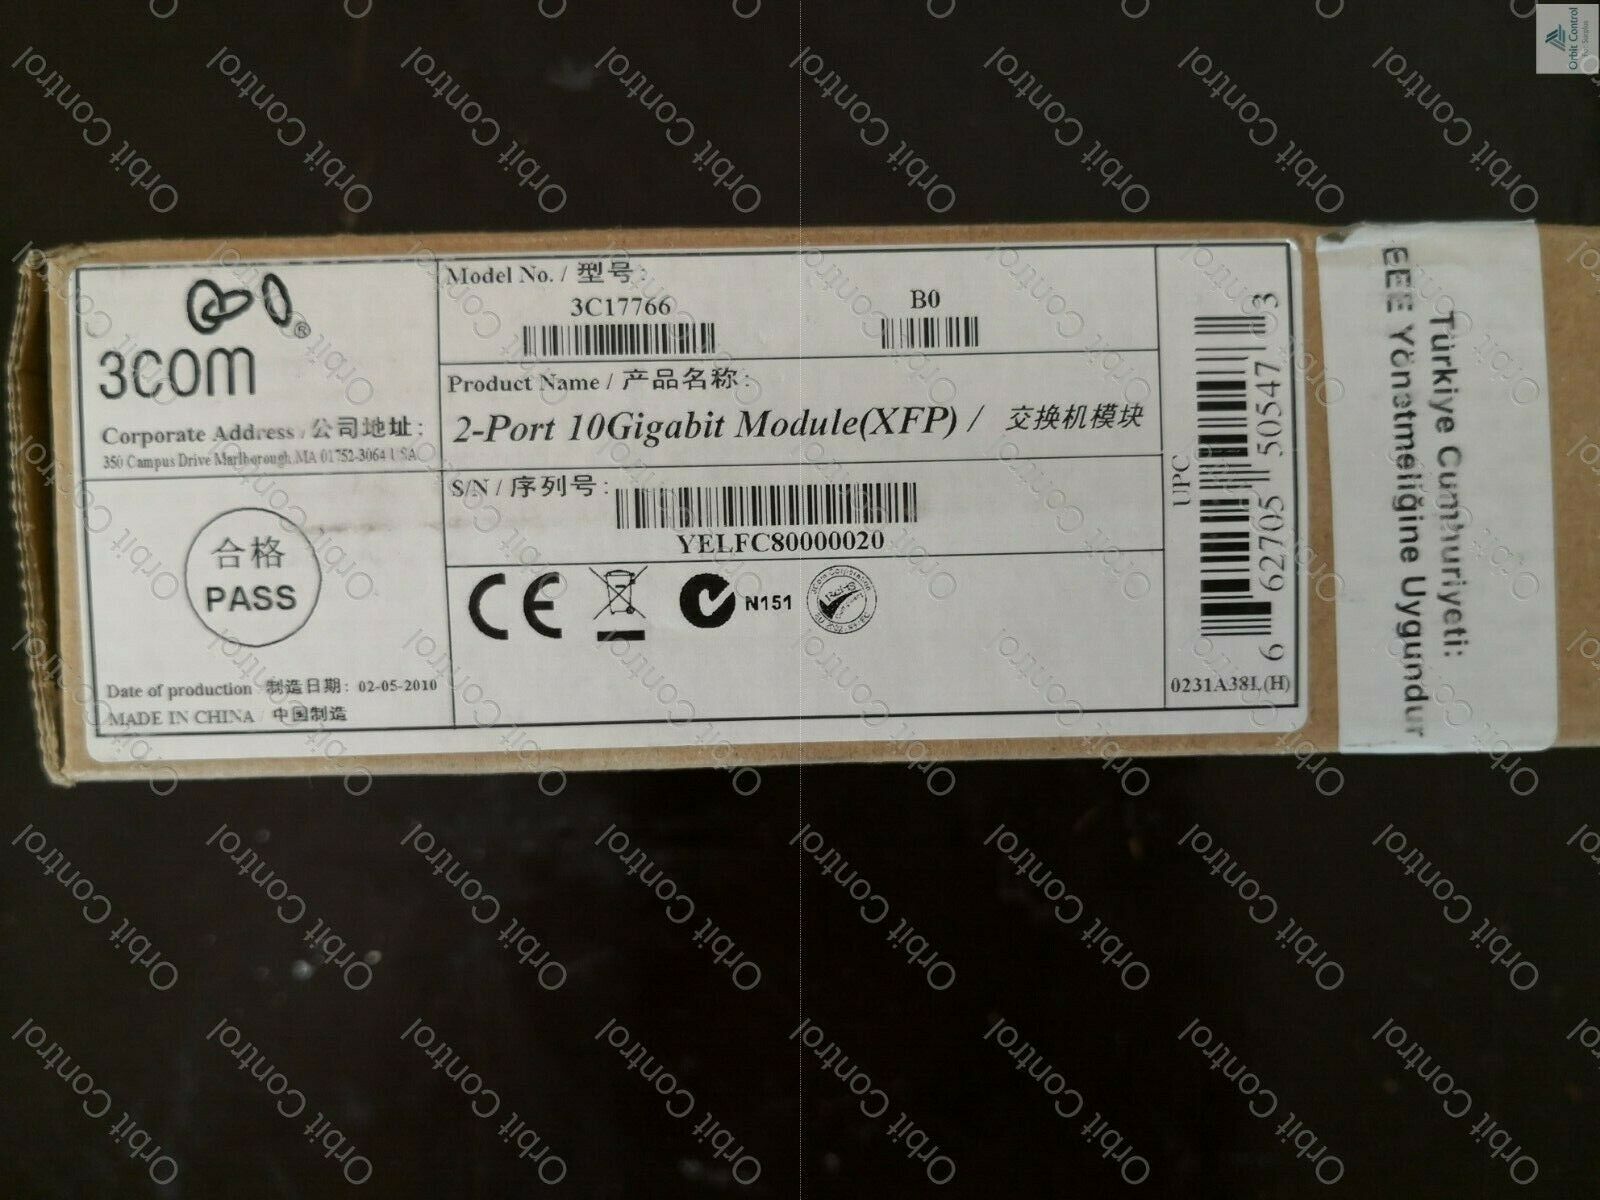 3COM
Corporate Address / 公司地址:
350 Campus Drive Marlborough, MA 01752-3064 USA
合格
PASS
Date of production / 制造日期: 02-05-2010
MADE IN CHINA / 中国制造
Model No. / 型号:
3C17766
B0
Product Name / 产品名称:
2-Port 10Gigabit Module(XFP) / 交换机模块
S/N / 序列号:
YELFC80000020
CE
N151
3Com Corporation
RoHS
UPC
6 62705 50547 3
0231A38L(H)
Türkiye Cumhuriyeti:
EEE Yönetmeliğine Uygundur
Orbit Control